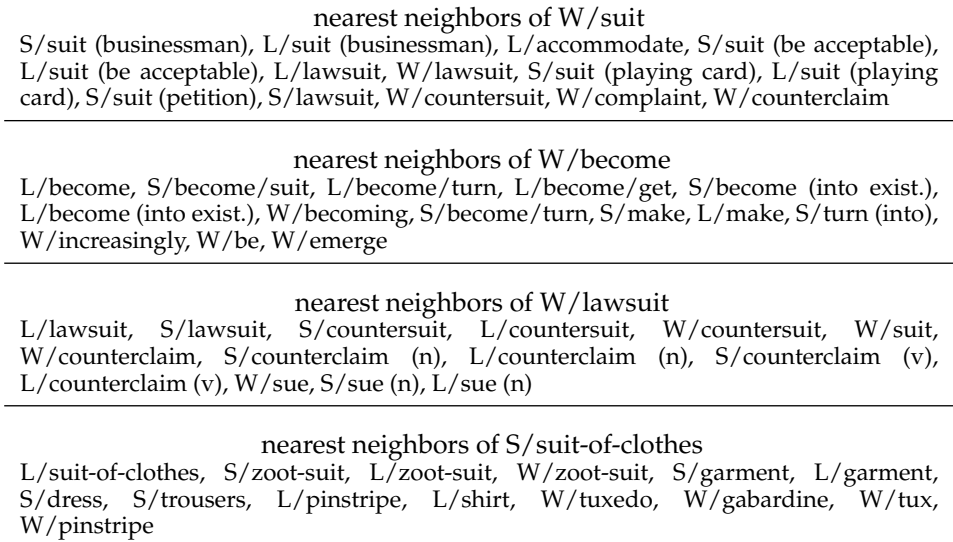 nearest neighbors of W/suit
S/suit (businessman), L/suit (businessman), L/accommodate, S/suit (be acceptable),
L/suit (be acceptable), L/lawsuit, W/lawsuit, S/suit (playing card), L/suit (playing
card), S/suit (petition), S/lawsuit, W/countersuit, W/complaint, W/counterclaim
nearest neighbors of W/become
L/become, S/become/suit, L/become/turn, L/become/get, S/become (into exist.),
L/become (into exist.), W/becoming, S/become/turn, S/make, L/make, S/turn (into),
W/increasingly, W/be, W/emerge
nearest neighbors of W/lawsuit
L/lawsuit, S/lawsuit, S/countersuit, L/countersuit, W/countersuit, W/suit,
W/counterclaim, S/counterclaim (n), L/counterclaim (n), S/counterclaim (v),
L/counterclaim (v), W/sue, S/sue (n), L/sue (n)
nearest neighbors of S/suit-of-clothes
L/suit-of-clothes, S/zoot-suit, L/zoot-suit, W/zoot-suit, S/garment, L/garment,
S/dress, S/trousers, L/pinstripe, L/shirt, W/tuxedo, W/gabardine, W/tux,
W/pinstripe